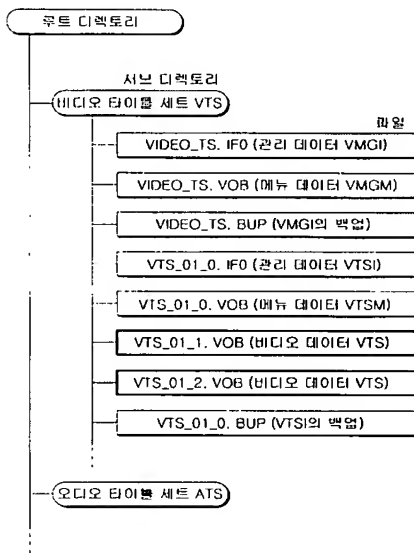 루트 디렉토리
서브 디렉토리
비디오 타이틀 세트 VTS
파일
VIDEO_TS. IFO (관리 데이터 VMGI)
VIDEO_TS. VOB (메뉴 데이터 VMGM)
VIDEO_TS. BUP (VMGI의 백업)
VTS_01_0. IFO (관리 데이터 VTSI)
VTS_01_0. VOB (메뉴 데이터 VTSM)
VTS_01_1. VOB (비디오 데이터 VTS)
VTS_01_2. VOB (비디오 데이터 VTS)
VTS_01_0. BUP (VTSI의 백업)
오디오 타이틀 세트 ATS